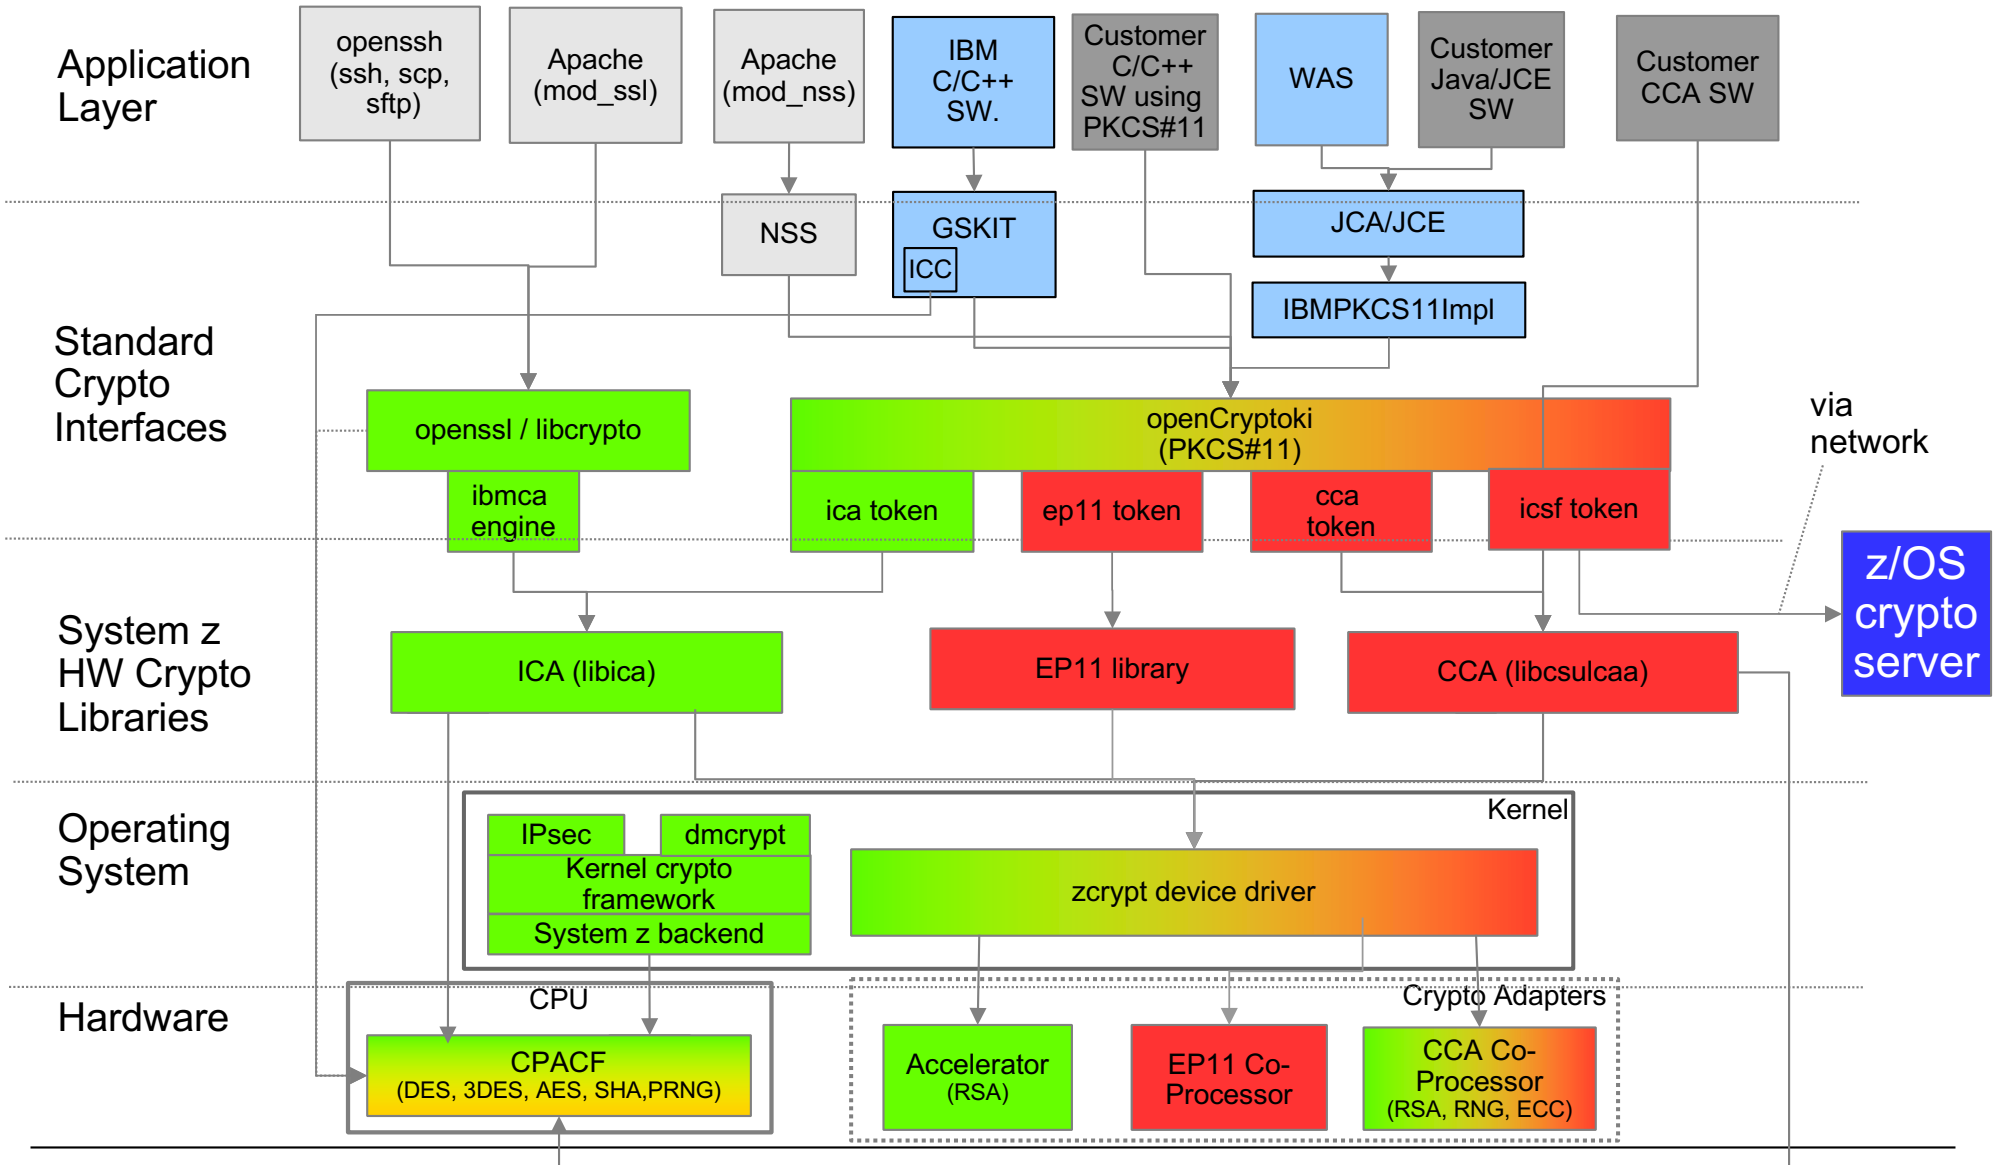 Application
Layer
openssh
(ssh, scp,
sftp)
Apache
(mod_ssl)
Apache
(mod_nss)
IBM
C/C++
SW.
Customer
C/C++
SW using
PKCS#11
WAS
Customer
Java/JCE
SW
Customer
CCA SW
Standard
Crypto
Interfaces
NSS
GSKIT
ICC
JCA/JCE
IBMPKCS11Impl
openssl / libcrypto
ibmca
engine
openCryptoki
(PKCS#11)
ica token
ep11 token
cca
token
icsf token
via
network
z/OS
crypto
server
System z
HW Crypto
Libraries
ICA (libica)
EP11 library
CCA (libcsulcaa)
Operating
System
Kernel
IPsec
dmcrypt
Kernel crypto
framework
System z backend
zcrypt device driver
Hardware
CPU
CPACF
(DES, 3DES, AES, SHA,PRNG)
Crypto Adapters
Accelerator
(RSA)
EP11 Co-
Processor
CCA Co-
Processor
(RSA, RNG, ECC)